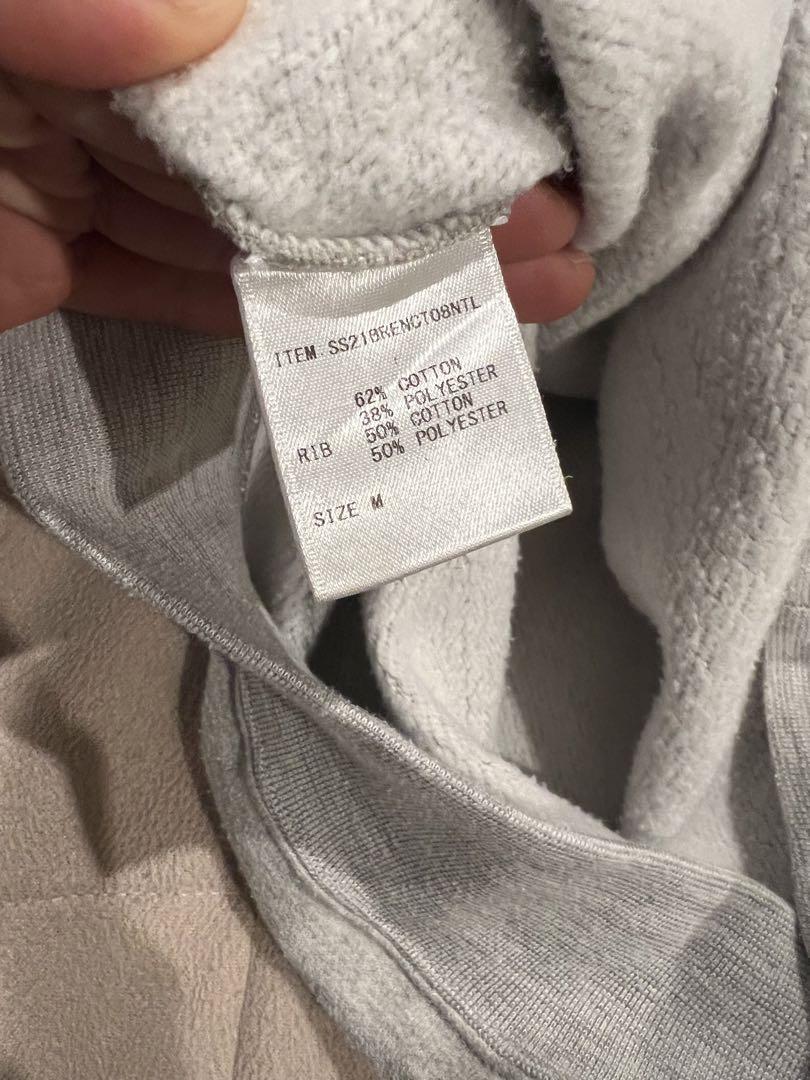 ITEM SS21BRENCT08NTL
62% COTTON
38% POLYESTER
RIB 50% COTTON
50% POLYESTER
SIZE M